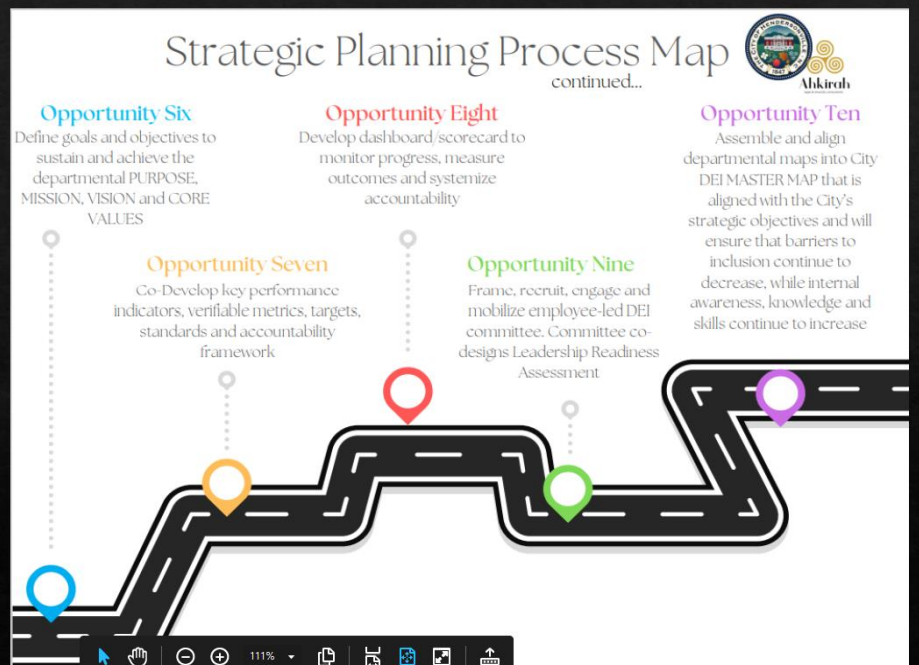 Strategic Planning Process Map
continued...
THE CITY OF HENDERSONVILLE, N.C.
1847
Ahkirah
Opportunity Six
Define goals and objectives to
sustain and achieve the
departmental PURPOSE,
MISSION, VISION and CORE
VALUES
Opportunity Seven
Co-Develop key performance
indicators, verifiable metrics, targets,
standards and accountability
framework
Opportunity Eight
Develop dashboard/scorecard to
monitor progress, measure
outcomes and systemize
accountability
Opportunity Nine
Frame, recruit, engage and
mobilize employee-led DEI
committee. Committee co-
designs Leadership Readiness
Assessment
Opportunity Ten
Assemble and align
departmental maps into City
DEI MASTER MAP that is
aligned with the City's
strategic objectives and will
ensure that barriers to
inclusion continue to
decrease, while internal
awareness, knowledge and
skills continue to increase
111%